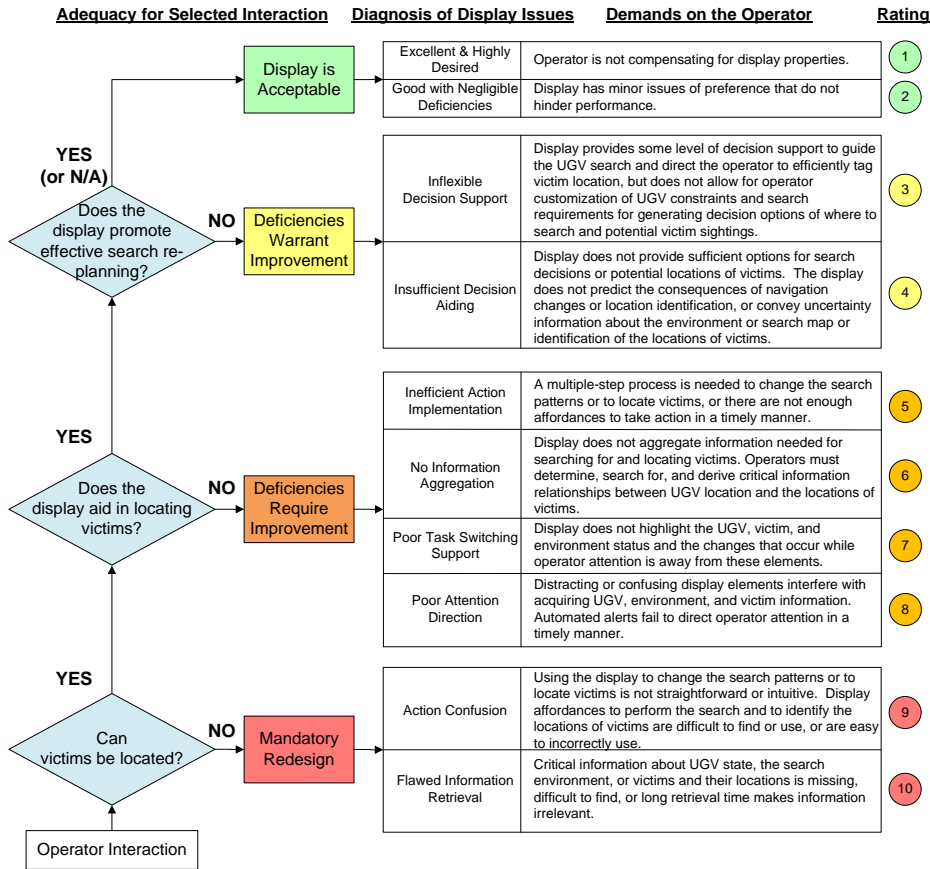 Adequacy for Selected Interaction
Diagnosis of Display Issues
Demands on the Operator
Rating
Display is
Acceptable
Excellent & Highly
Desired
Operator is not compensating for display properties.
1
Good with Negligible
Deficiencies
Display has minor issues of preference that do not
hinder performance.
2
YES
(or N/A)
Does the
display promote
effective search re-
planning?
NO
Deficiencies
Warrant
Improvement
Inflexible
Decision Support
Display provides some level of decision support to guide
the UGV search and direct the operator to efficiently tag
victim location, but does not allow for operator
customization of UGV constraints and search
requirements for generating decision options of where to
search and potential victim sightings.
3
Insufficient Decision
Aiding
Display does not provide sufficient options for search
decisions or potential locations of victims.  The display
does not predict the consequences of navigation
changes or location identification, or convey uncertainty
information about the environment or search map or
identification of the locations of victims.
4
YES
Does the
display aid in locating
victims?
NO
Deficiencies
Require
Improvement
Inefficient Action
Implementation
A multiple-step process is needed to change the search
patterns or to locate victims, or there are not enough
affordances to take action in a timely manner.
5
No Information
Aggregation
Display does not aggregate information needed for
searching for and locating victims. Operators must
determine, search for, and derive critical information
relationships between UGV location and the locations of
victims.
6
Poor Task Switching
Support
Display does not highlight the UGV, victim, and
environment status and the changes that occur while
operator attention is away from these elements.
7
Poor Attention
Direction
Distracting or confusing display elements interfere with
acquiring UGV, environment, and victim information.
Automated alerts fail to direct operator attention in a
timely manner.
8
YES
Can
victims be located?
NO
Mandatory
Redesign
Action Confusion
Using the display to change the search patterns or to
locate victims is not straightforward or intuitive.  Display
affordances to perform the search and to identify the
locations of victims are difficult to find or use, or are easy
to incorrectly use.
9
Flawed Information
Retrieval
Critical information about UGV state, the search
environment, or victims and their locations is missing,
difficult to find, or long retrieval time makes information
irrelevant.
10
Operator Interaction